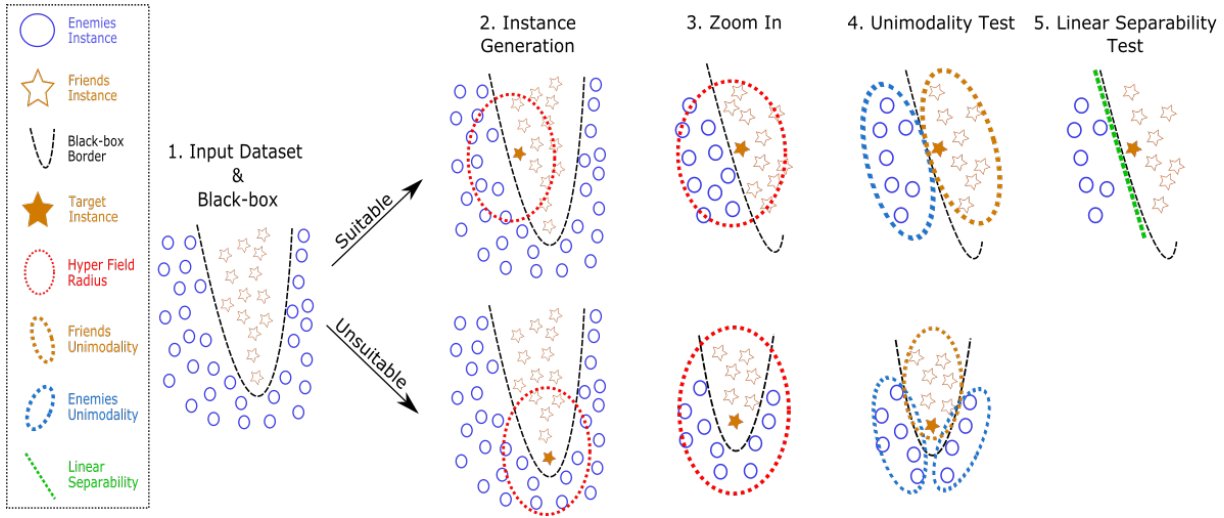 Enemies
Instance
Friends
Instance
Black-box
Border
Target
Instance
Hyper Field
Radius
Friends
Unimodality
Enemies
Unimodality
Linear
Separability
1. Input Dataset
&
Black-box
Suitable
Unsuitable
2. Instance
Generation
3. Zoom In
4. Unimodality Test
5. Linear Separability
Test